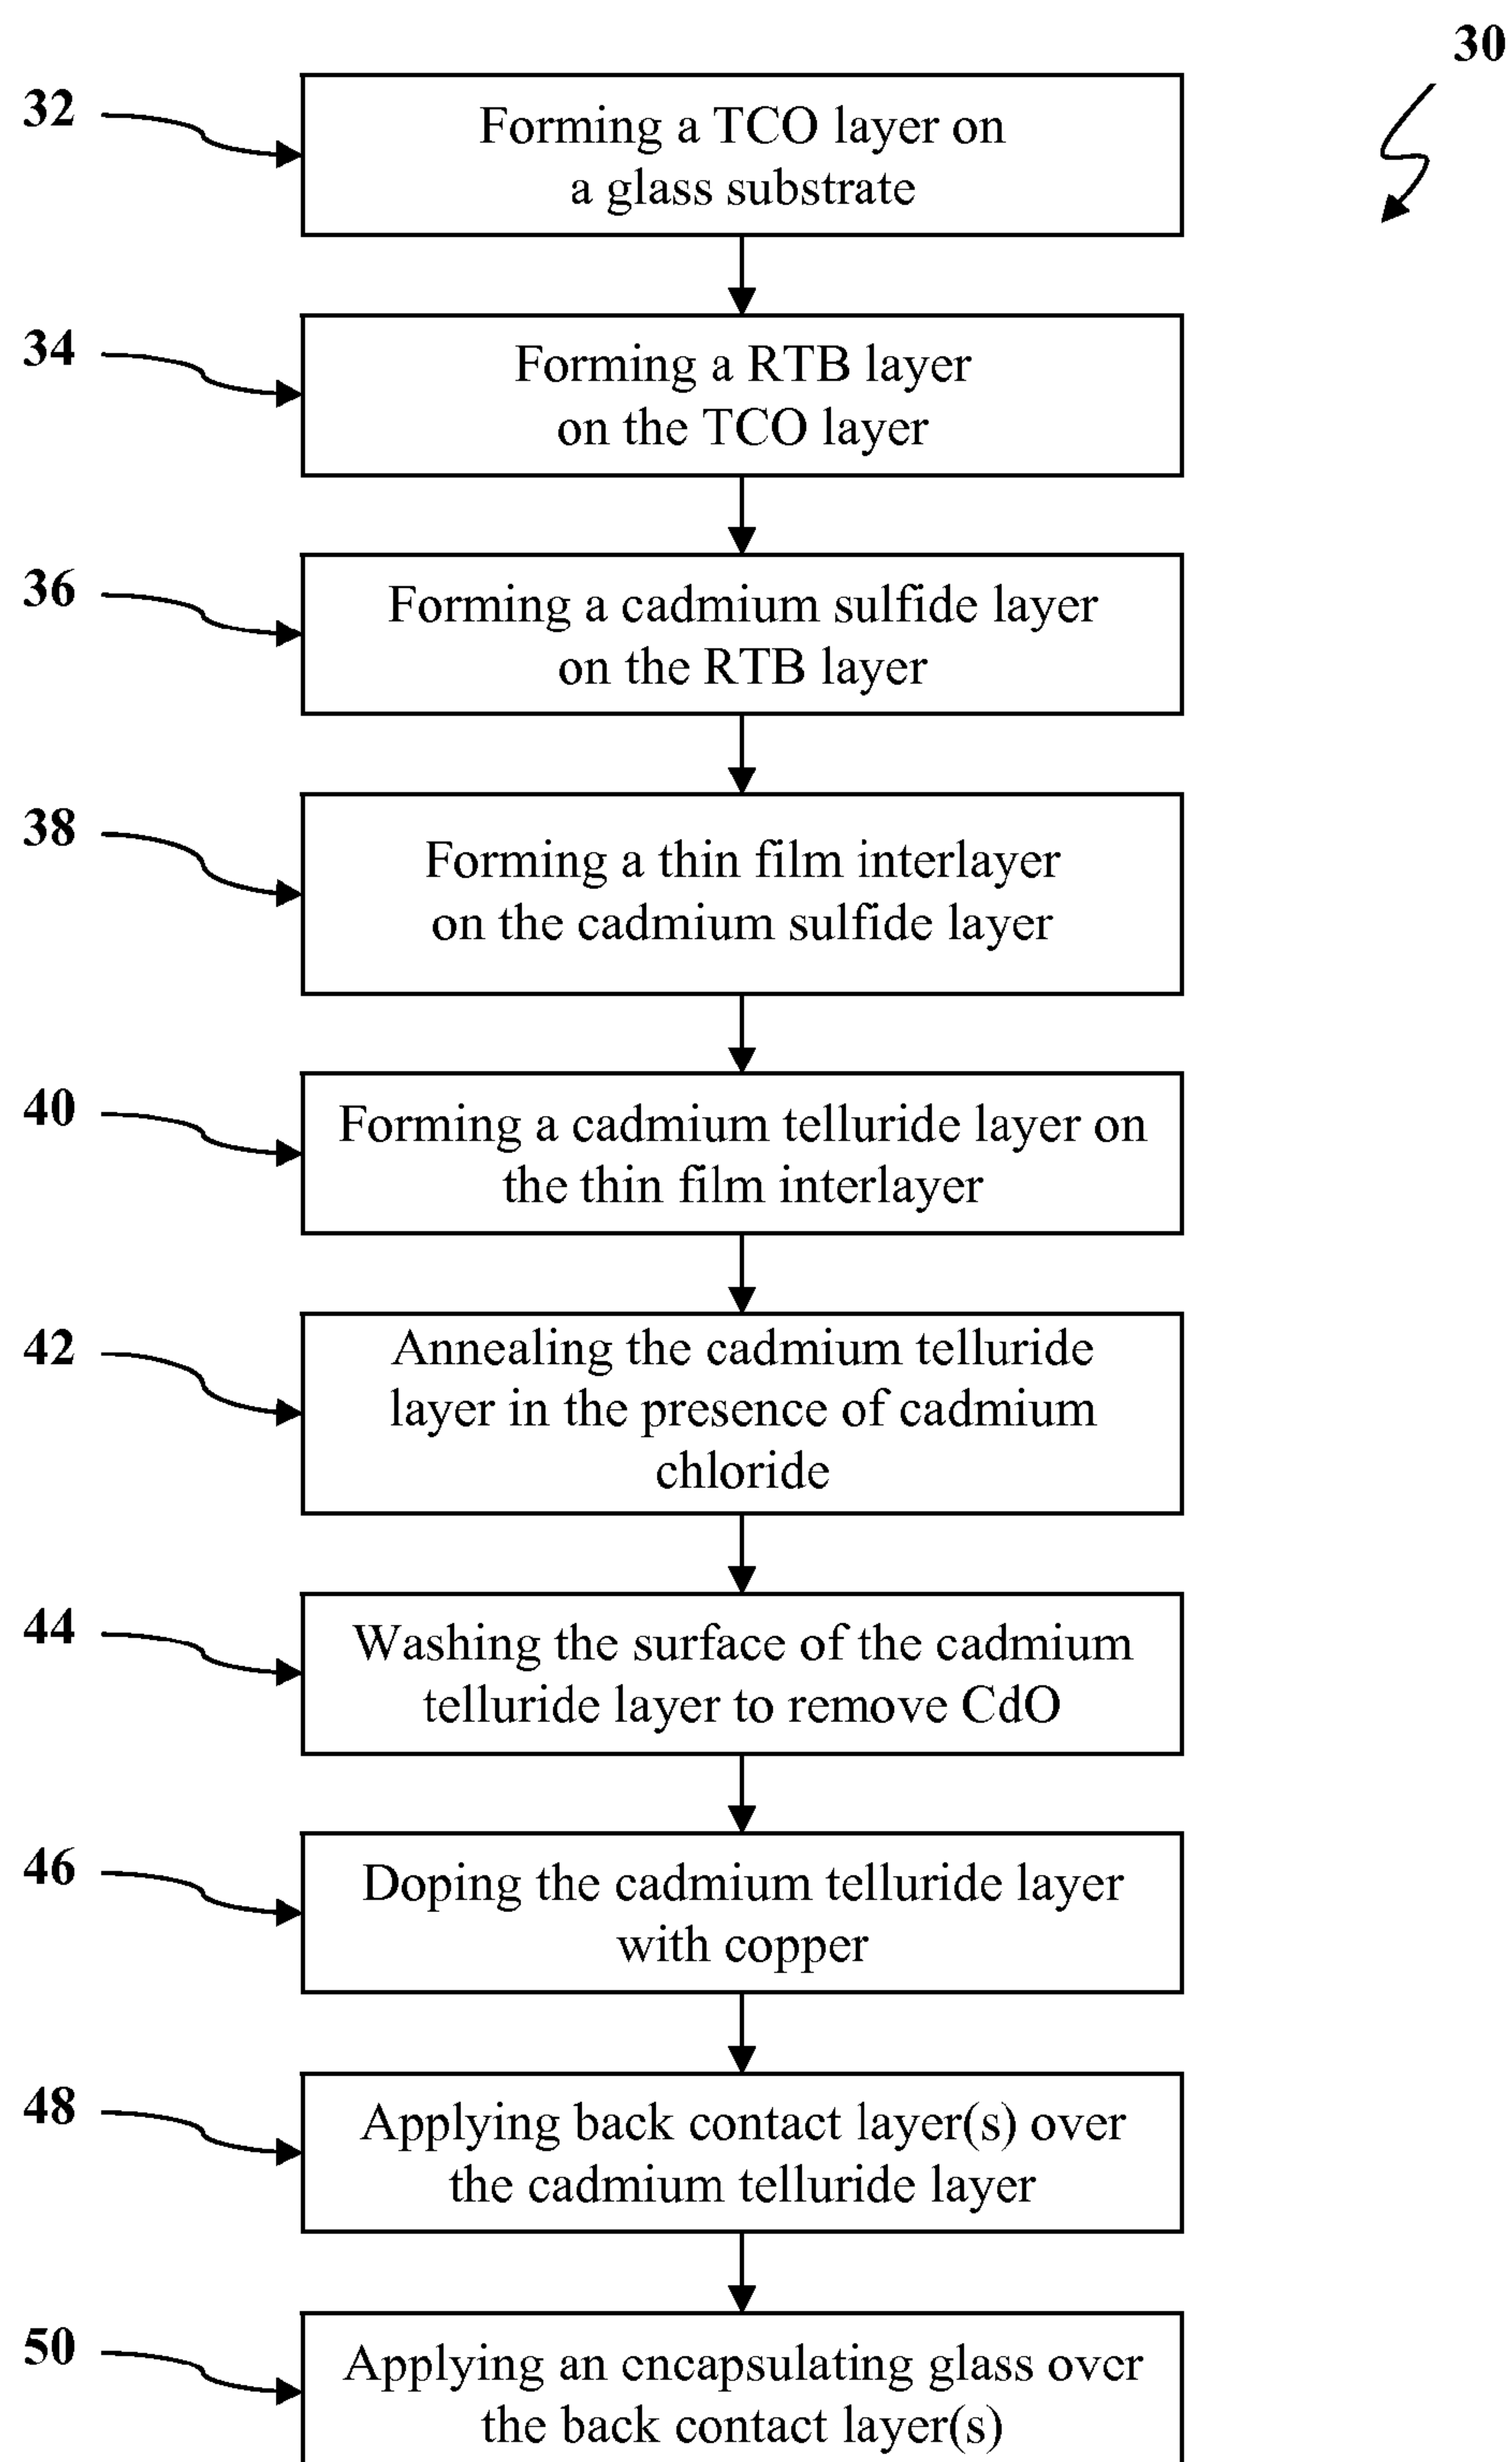 30
32
Forming a TCO layer on
a glass substrate
34
Forming a RTB layer
on the TCO layer
36
Forming a cadmium sulfide layer
on the RTB layer
38
Forming a thin film interlayer
on the cadmium sulfide layer
40
Forming a cadmium telluride layer on
the thin film interlayer
42
Annealing the cadmium telluride
layer in the presence of cadmium
chloride
44
Washing the surface of the cadmium
telluride layer to remove CdO
46
Doping the cadmium telluride layer
with copper
48
Applying back contact layer(s) over
the cadmium telluride layer
50
Applying an encapsulating glass over
the back contact layer(s)